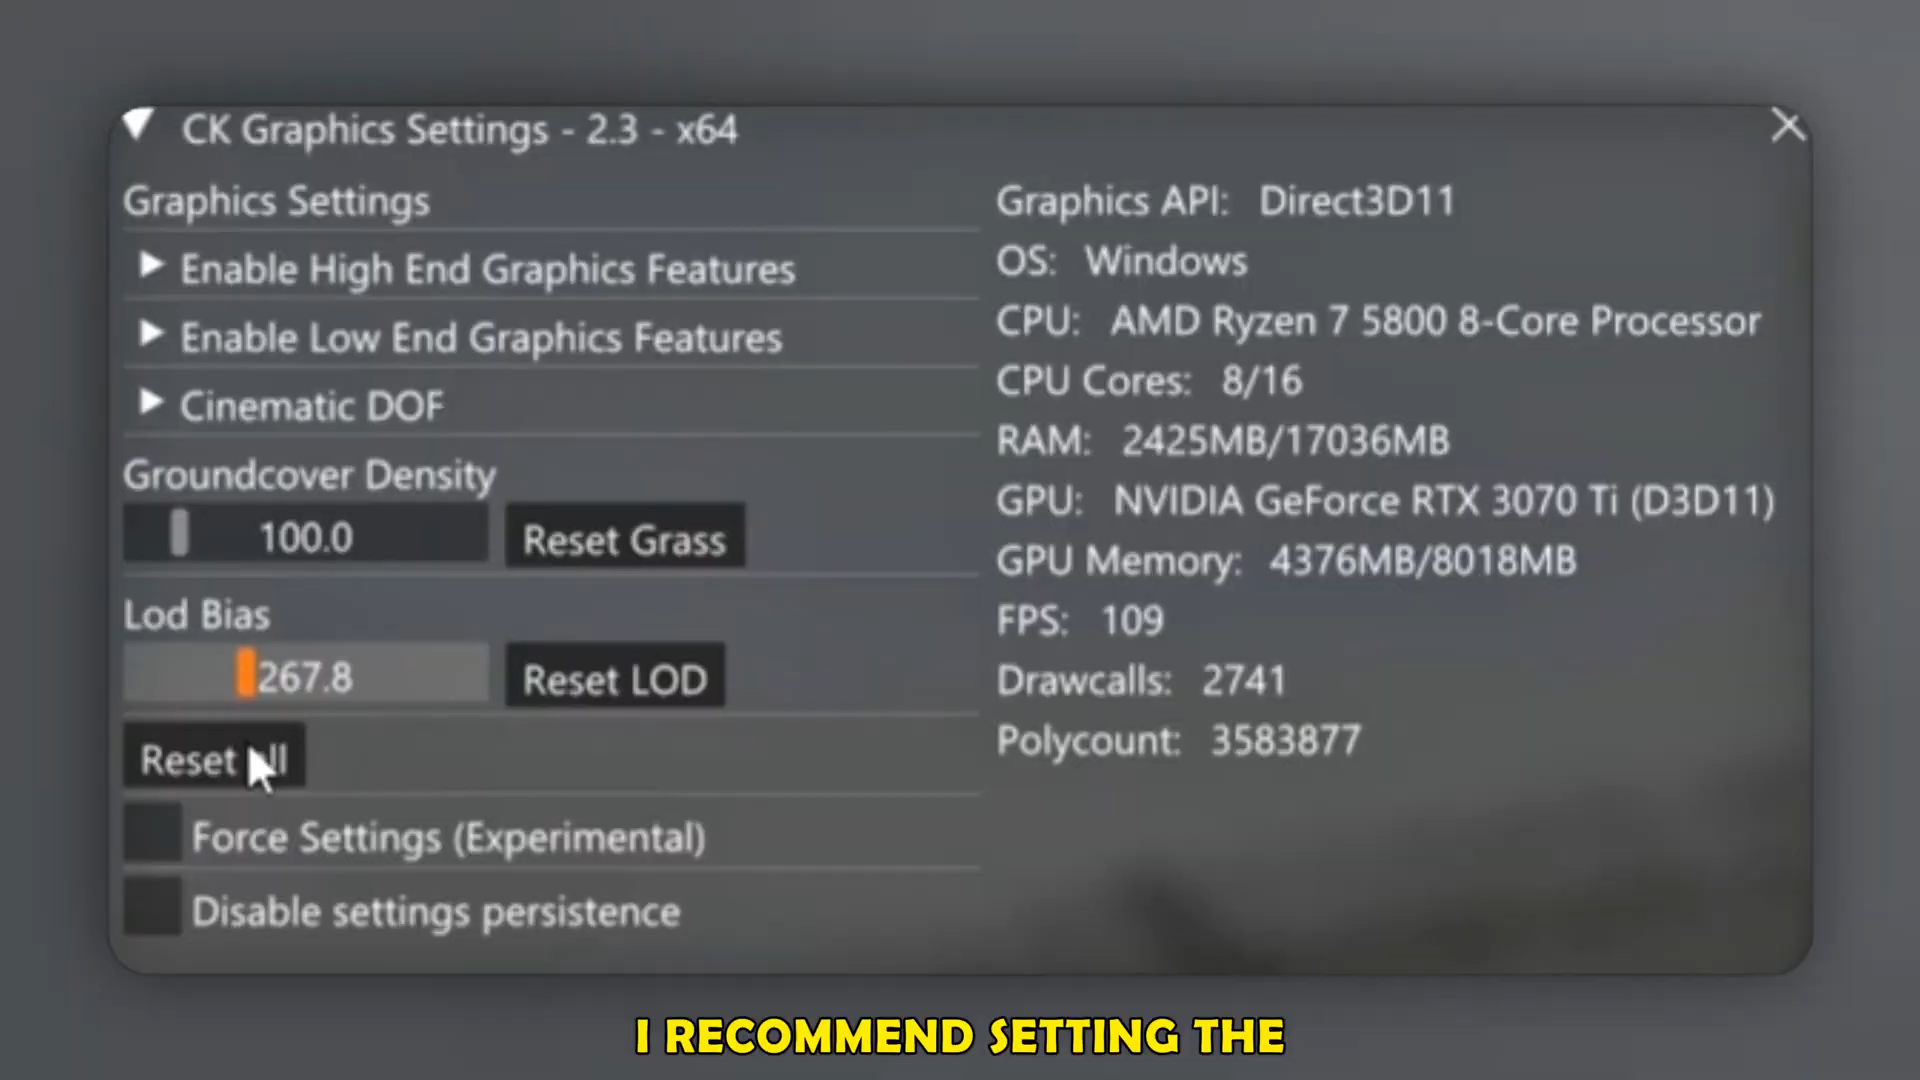 CK Graphics Settings - 2.3 - x64
Graphics Settings
Enable High End Graphics Features
Enable Low End Graphics Features
Cinematic DOF
Groundcover Density
100.0 Reset Grass
Lod Bias
267.8 Reset LOD
Reset All
Force Settings (Experimental)
Disable settings persistence
Graphics API: Direct3D11
OS: Windows
CPU: AMD Ryzen 7 5800 8-Core Processor
CPU Cores: 8/16
RAM: 2425MB/17036MB
GPU: NVIDIA GeForce RTX 3070 Ti (D3D11)
GPU Memory: 4376MB/8018MB
FPS: 109
Drawcalls: 2741
Polycount: 3583877
I RECOMMEND SETTING THE